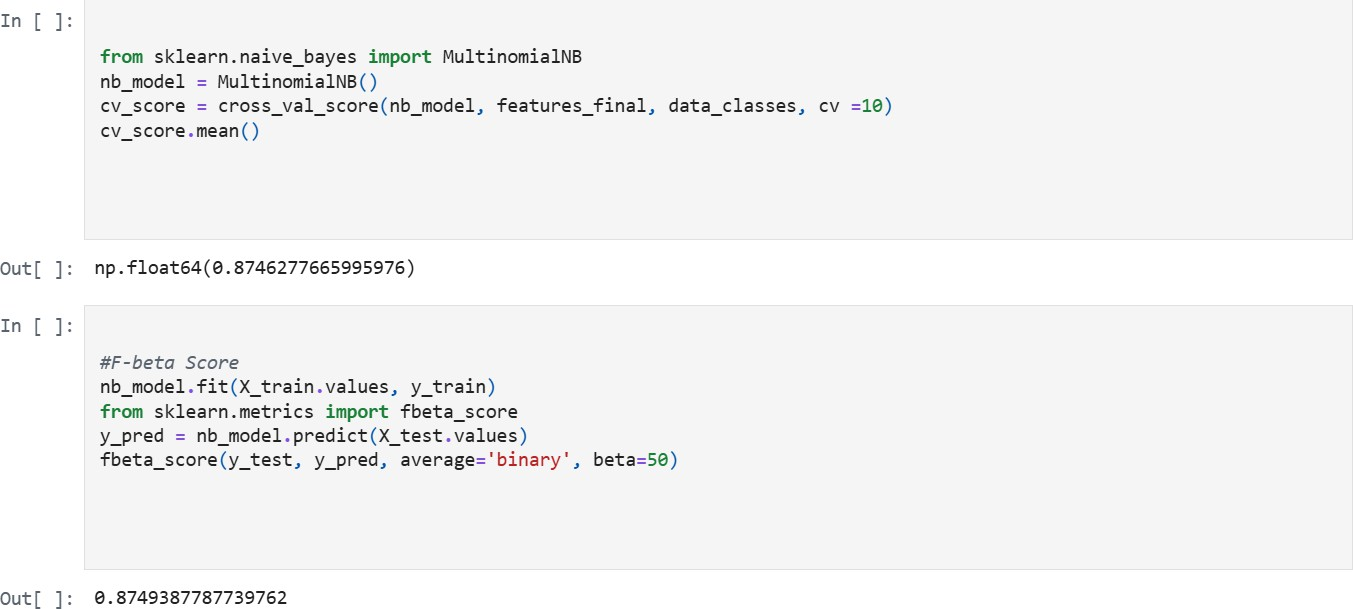 In [ ]:
from sklearn.naive_bayes import MultinomialNB
nb_model = MultinomialNB()
cv_score = cross_val_score(nb_model, features_final, data_classes, cv =10)
cv_score.mean()
Out[ ]: np.float64(0.8746277665995976)
In [ ]:
#F-beta Score
nb_model.fit(X_train.values, y_train)
from sklearn.metrics import fbeta_score
y_pred = nb_model.predict(X_test.values)
fbeta_score(y_test, y_pred, average='binary', beta=50)
Out[ ]: 0.8749387787739762